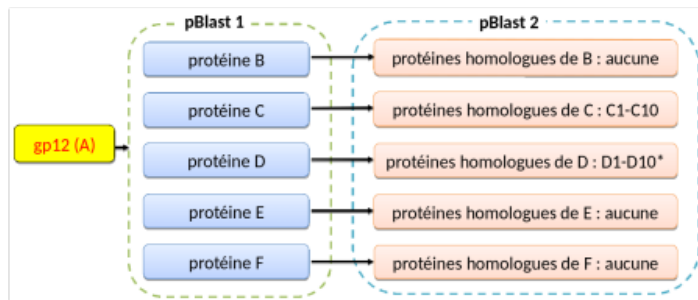 pBlast 1
pBlast 2
protéine B
protéines homologues de B : aucune
protéine C
protéines homologues de C : C1-C10
gp12 (A)
protéine D
protéines homologues de D : D1-D10*
protéine E
protéines homologues de E : aucune
protéine F
protéines homologues de F : aucune